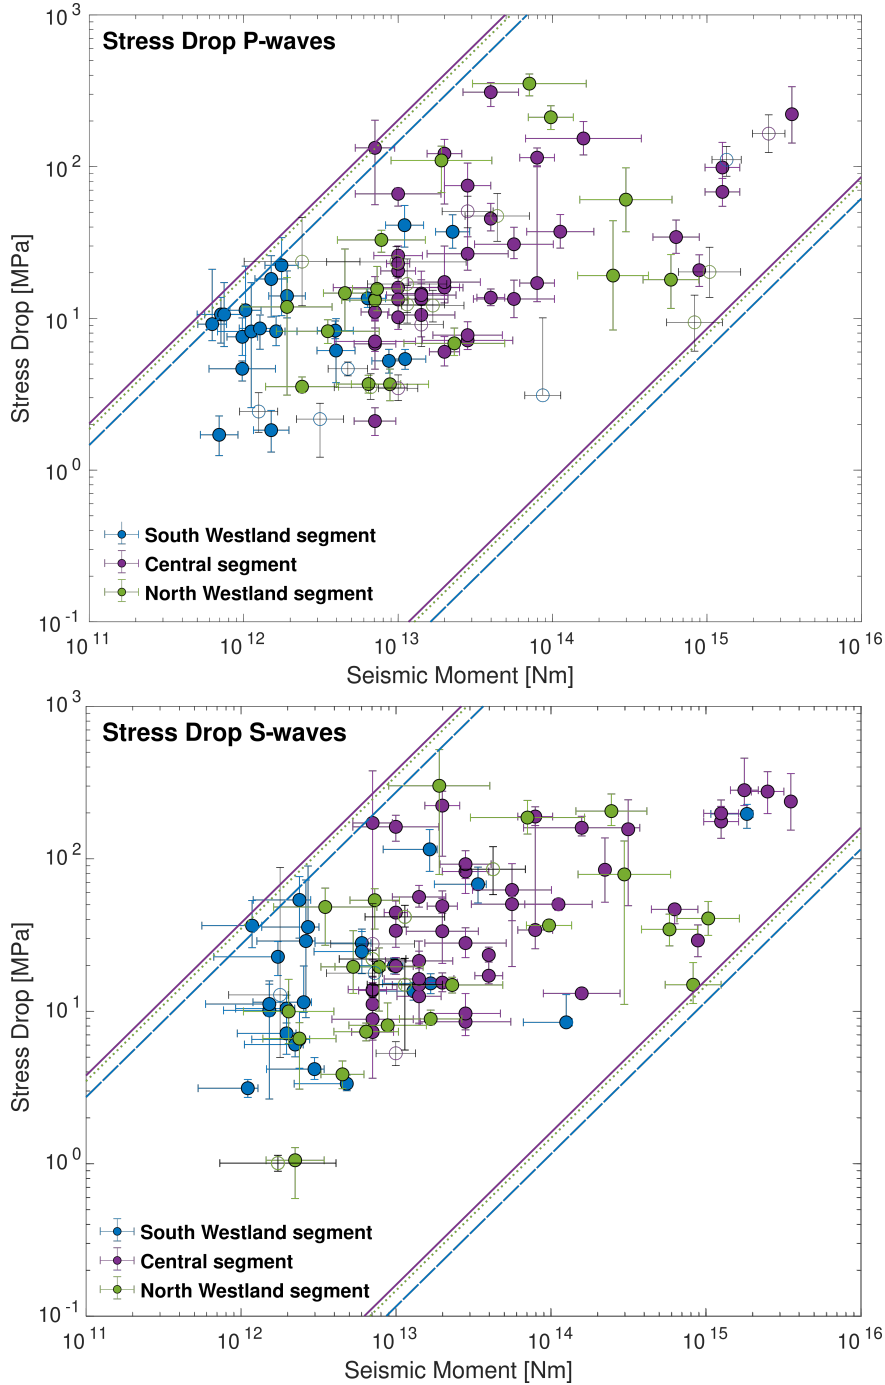 Stress Drop P-waves
Stress Drop [MPa]
10^3
10^2
10^1
10^0
10^-1
South Westland segment
Central segment
North Westland segment
10^11 10^12 10^13 10^14 10^15 10^16
Seismic Moment [Nm]
Stress Drop S-waves
Stress Drop [MPa]
10^3
10^2
10^1
10^0
10^-1
South Westland segment
Central segment
North Westland segment
10^11 10^12 10^13 10^14 10^15 10^16
Seismic Moment [Nm]